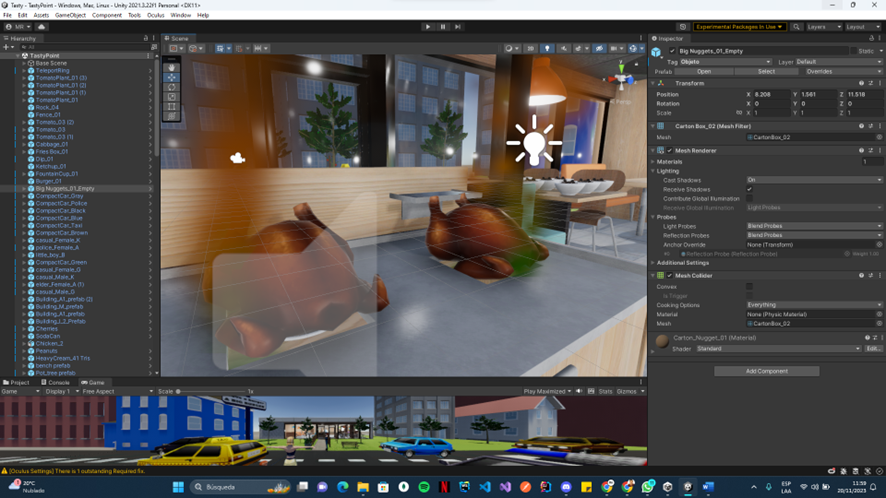 Tasty - TastyPoint - Windows, Mac, Linux - Unity 2021.3.22f1 Personal <DX11>
File Edit Assets GameObject Component Tools Oculus Window Help
MR
Experimental Packages In Use
Layers
Layout
Hierarchy
All
TastyPoint
Base Scene
TeleportRing
TomatoPlant_01 (3)
TomatoPlant_01 (2)
TomatoPlant_01 (1)
TomatoPlant_01
Rock_04
Fence_01
Tomato_03 (2)
Tomato_03
Tomato_03 (1)
Cabbage_01
Fries Box_01
Dip_01
Ketchup_01
FountainCup_01
Burger_01
Big Nuggets_01_Empty
CompactCar_Gray
CompactCar_Police
CompactCar_Black
CompactCar_Blue
CompactCar_Taxi
CompactCar_Brown
casual_Female_K
police_Female_A
little_boy_B
CompactCar_Green
casual_Female_G
casual_Male_K
elder_Female_A (1)
casual_Male_G
Building_A1_prefab (2)
Building_M_prefab
Building_A1_prefab
Building_L2_Prefab
Cherries
SodaCan
Chicken_2
Peanuts
HeavyCream_A1 Tris
bench prefab
Pot_tree prefab
Scene
Persp
Inspector
Big Nuggets_01_Empty
Static
Tag Objeto
Layer Default
Prefab Open Select Overrides
Transform
Position X 6.208 Y 1.561 Z 11.518
Rotation X 0 Y 0 Z 0
Scale X 1 Y 1 Z 1
Carton Box_02 (Mesh Filter)
Mesh CartonBox_02
Mesh Renderer
Materials 1
Lighting
Cast Shadows On
Receive Shadows
Contribute Global Illumination
Receive Global Illumination Light Probes
Probes
Light Probes Blend Probes
Reflection Probes Blend Probes
Anchor Override None (Transform)
Reflection Probe (Reflection Probe) Weight 1.00
Additional Settings
Mesh Collider
Convex
Is Trigger
Cooking Options Everything
Material None (Physic Material)
Mesh CartonBox_02
Carton_Nugget_01 (Material)
Shader Standard Edit...
Add Component
Project Console Game
Game Display 1 Free Aspect Scale 1x Play Maximized Stats Gizmos
[Oculus Settings] There is 1 outstanding Required fix.
20°C
Nublado
Búsqueda
ESP
LAA
11:59
20/11/2023